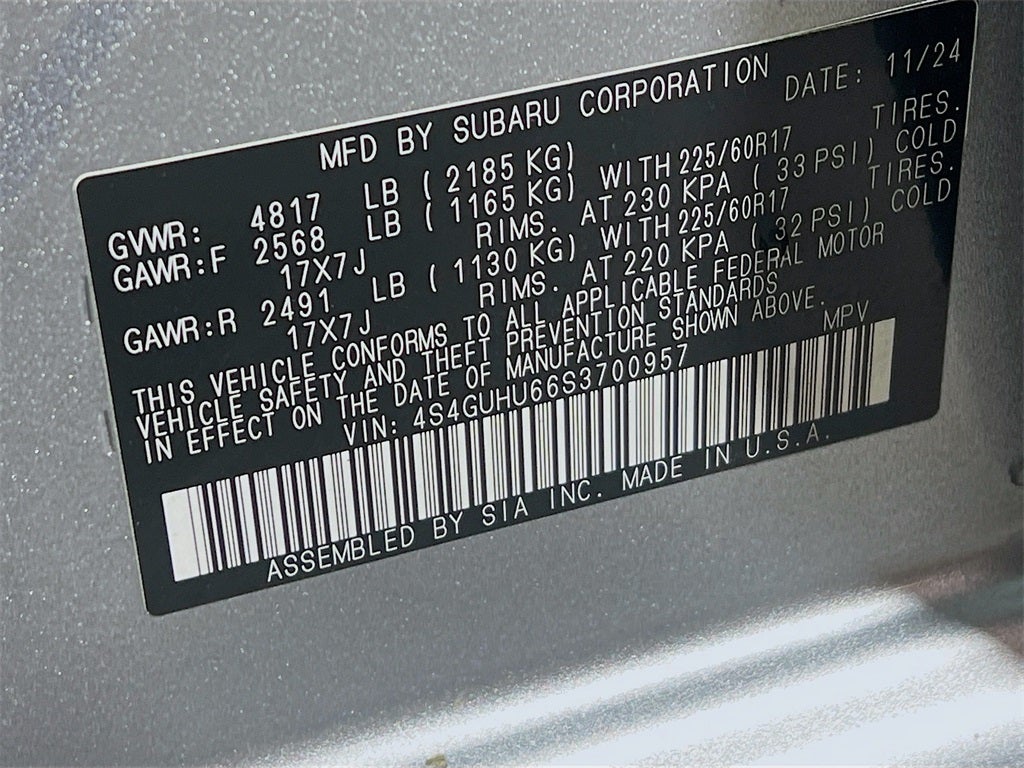 MFD BY SUBARU CORPORATION DATE: 11/24
GVWR: 4817 LB ( 2185 KG)
GAWR:F 2568 LB ( 1165 KG) WITH 225/60R17 TIRES.
17X7J RIMS. AT 230 KPA ( 33 PSI) COLD
GAWR:R 2491 LB ( 1130 KG) WITH 225/60R17 TIRES.
17X7J RIMS. AT 220 KPA ( 32 PSI) COLD
THIS VEHICLE CONFORMS TO ALL APPLICABLE FEDERAL MOTOR
VEHICLE SAFETY AND THEFT PREVENTION STANDARDS
IN EFFECT ON THE DATE OF MANUFACTURE SHOWN ABOVE.
VIN: 4S4GUHU66S3700957 MPV
ASSEMBLED BY SIA INC. MADE IN U.S.A.